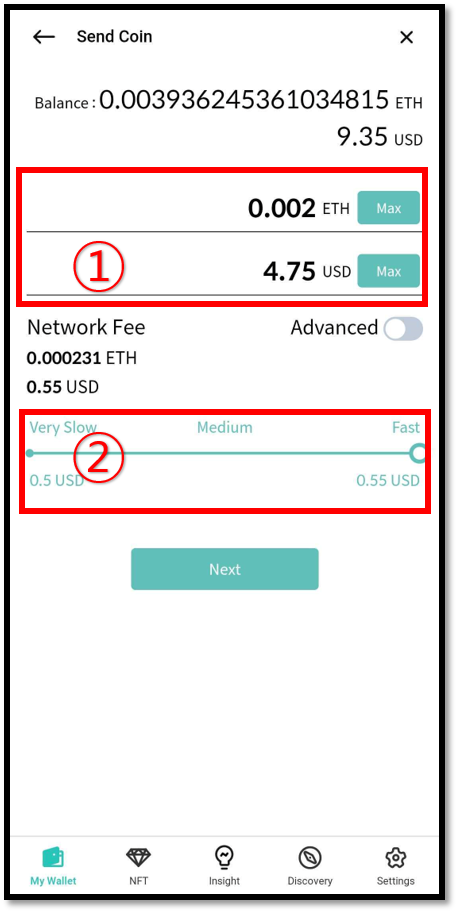 Send Coin
Balance : 0.003936245361034815 ETH
9.35 USD
0.002 ETH Max
①
4.75 USD Max
Network Fee Advanced
0.000231 ETH
0.55 USD
Very Slow Medium Fast
②
0.5 USD 0.55 USD
Next
My Wallet NFT Insight Discovery Settings